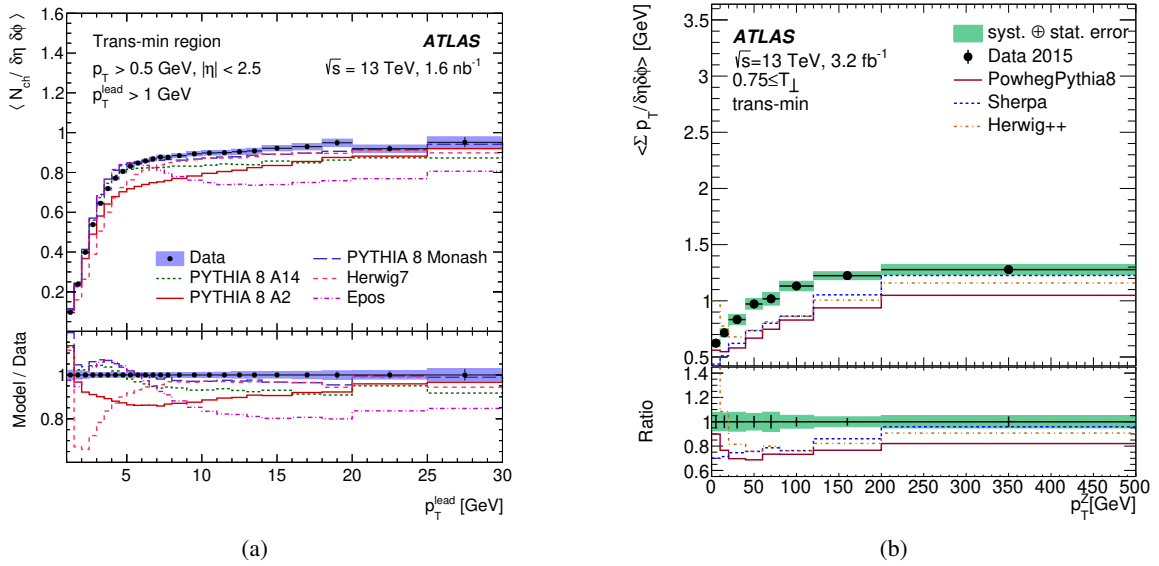 ⟨ N_ch / δη δφ ⟩
1.6
1.4
1.2
1
0.8
0.6
0.4
0.2
Trans-min region
ATLAS
p_T > 0.5 GeV, |η| < 2.5
√s = 13 TeV, 1.6 nb⁻¹
p_T^lead > 1 GeV
Data
PYTHIA 8 A14
PYTHIA 8 A2
PYTHIA 8 Monash
Herwig7
Epos
Model / Data
1
0.8
5 10 15 20 25 30
p_T^lead [GeV]
(a)
<Σ p_T/ δηδφ> [GeV]
3.5
3
2.5
2
1.5
1
0.5
ATLAS
√s=13 TeV, 3.2 fb⁻¹
0.75≤T_⊥
trans-min
syst. ⊕ stat. error
Data 2015
PowhegPythia8
Sherpa
Herwig++
Ratio
1.4
1.2
1.0
0.8
0.6
0 50 100 150 200 250 300 350 400 450 500
p_T^Z[GeV]
(b)